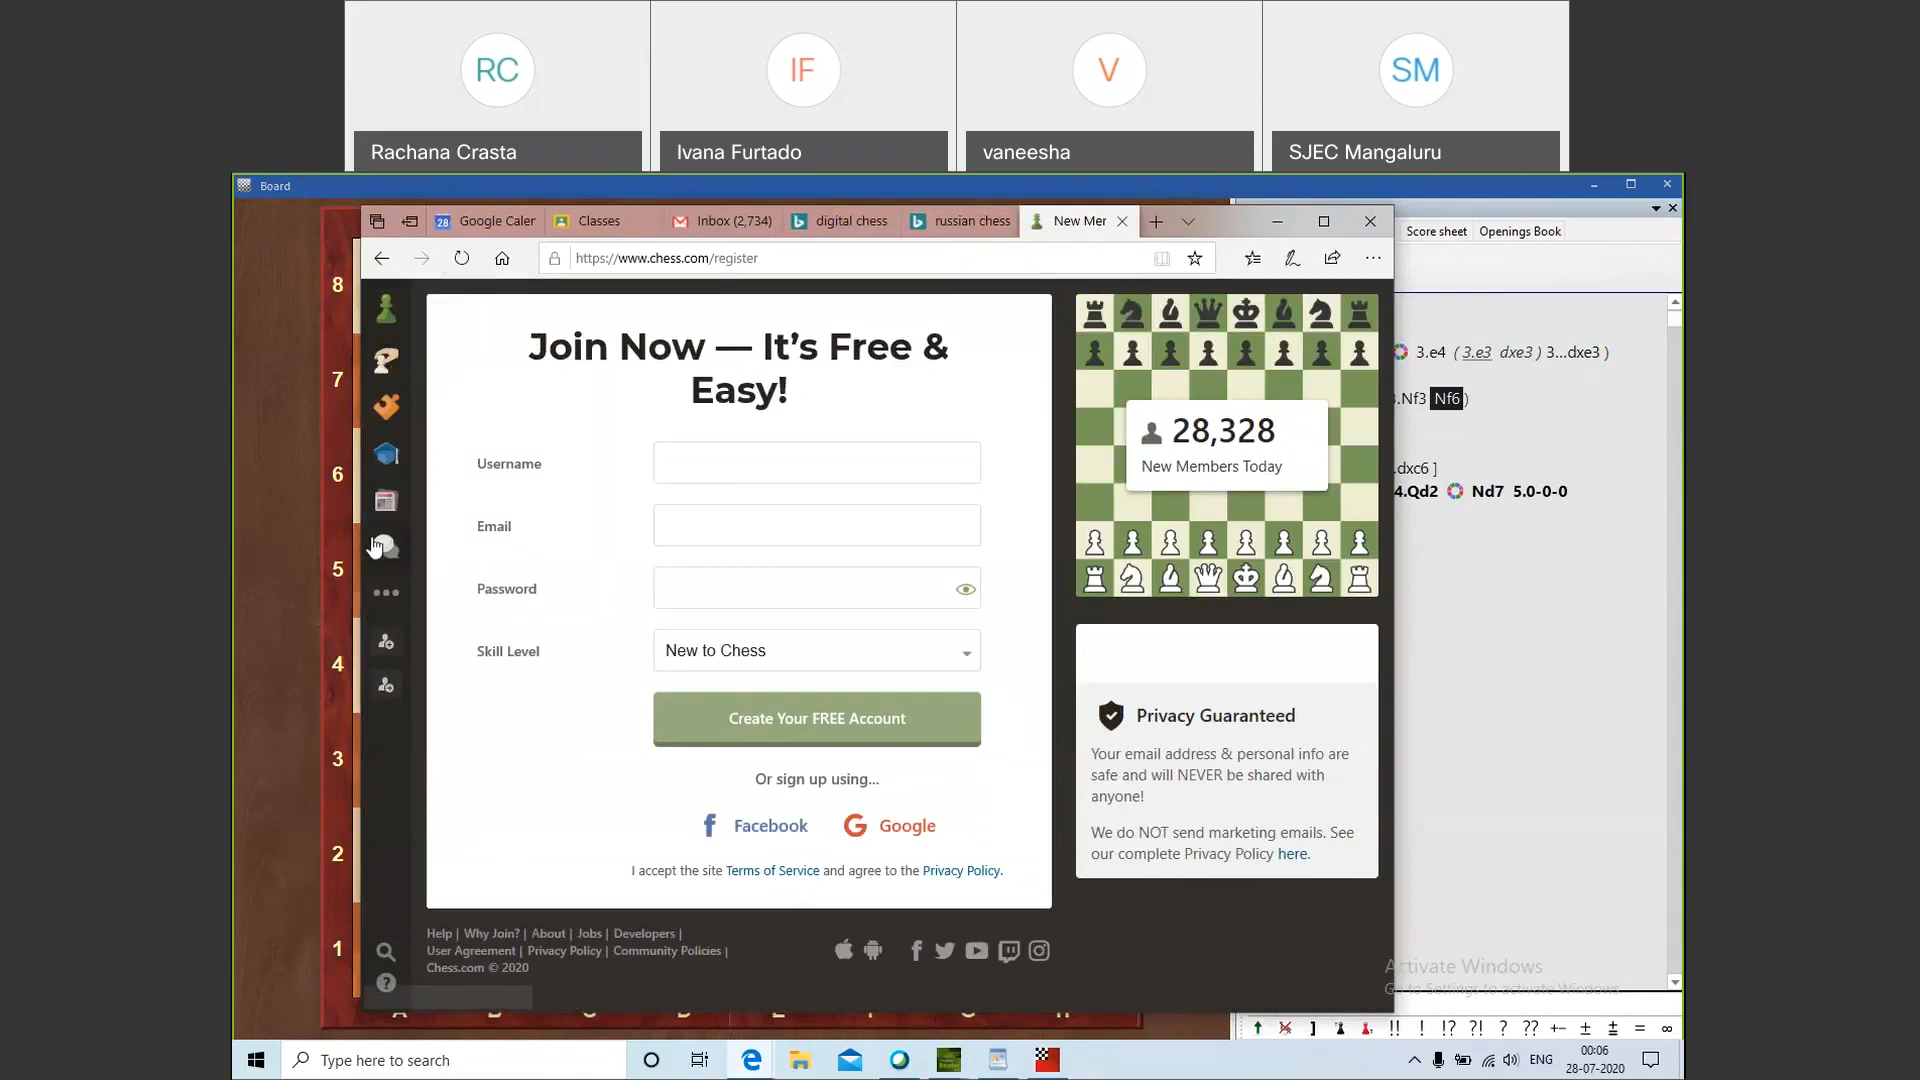 RC
IF
V
SM
Rachana Crasta
Ivana Furtado
vaneesha
SJEC Mangaluru
Board
28 Google Caler
Classes
Inbox (2,734)
digital chess
russian chess
New Mer
Score sheet
Openings Book
https://www.chess.com/register
8
7
6
5
4
3
2
1
Join Now — It's Free &
Easy!
Username
Email
Password
Skill Level
New to Chess
Create Your FREE Account
Or sign up using...
Facebook
Google
I accept the site Terms of Service and agree to the Privacy Policy.
28,328
New Members Today
Privacy Guaranteed
Your email address & personal info are
safe and will NEVER be shared with
anyone!
We do NOT send marketing emails. See
our complete Privacy Policy here.
3.e4 ( 3.e3 dxe3 ) 3...dxe3 )
.Nf3 Nf6 )
.dxc6 ]
4.Qd2 Nd7 5.0-0-0
Help | Why Join? | About | Jobs | Developers |
User Agreement | Privacy Policy | Community Policies |
Chess.com © 2020
Activate Windows
Go to Settings to activate Windows.
!! ! !? ?! ? ?? +− ± ⩲ = ∞
Type here to search
ENG
00:06
28-07-2020